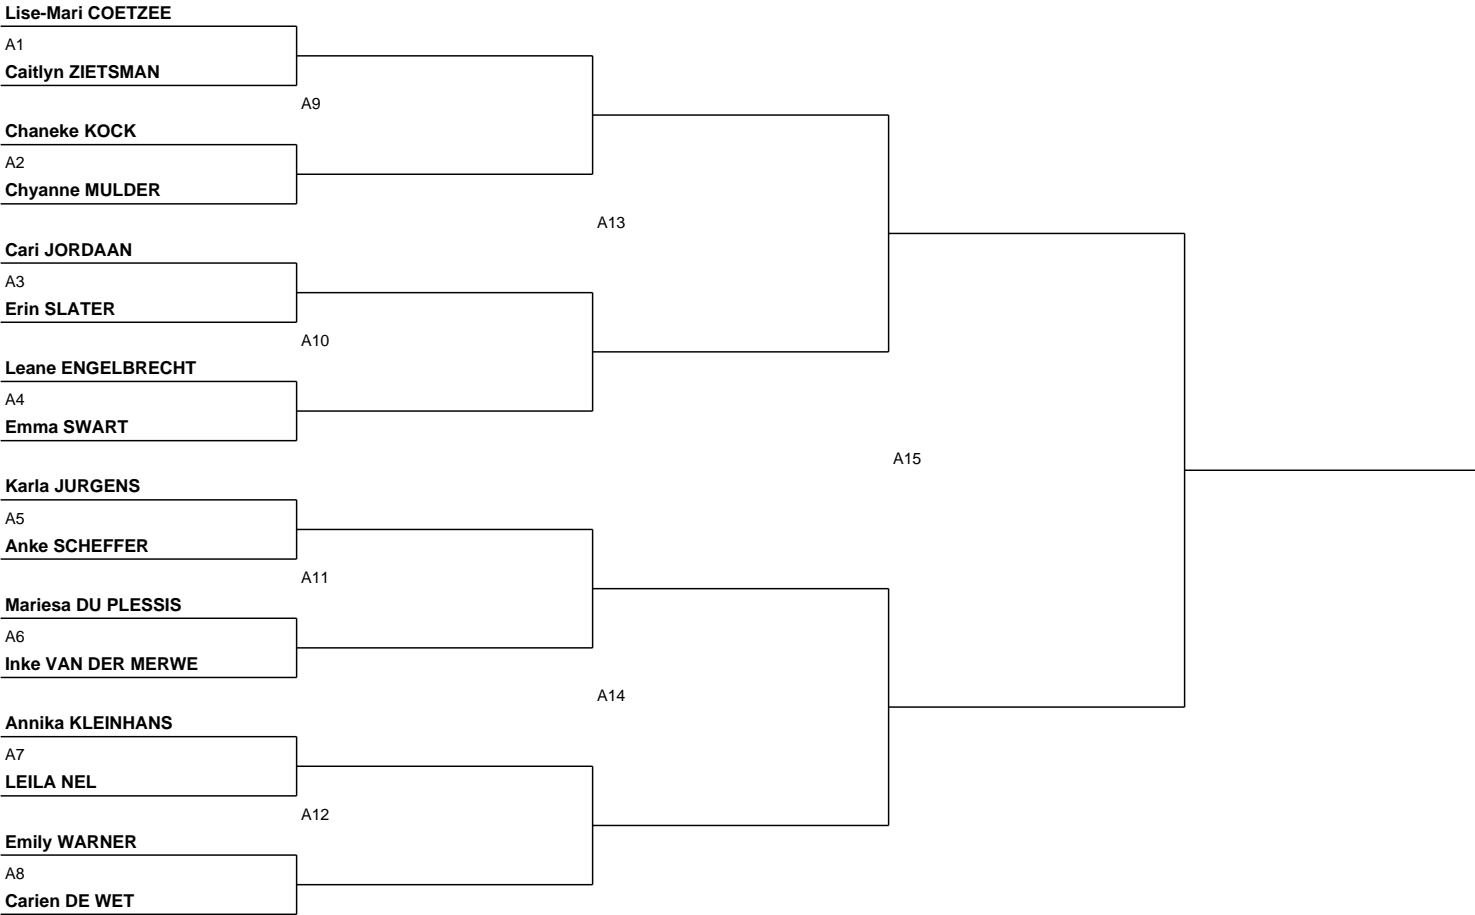 Lise-Mari COETZEE
A1
Caitlyn ZIETSMAN
A9
Chaneke KOCK
A2
Chyanne MULDER
A13
Cari JORDAAN
A3
Erin SLATER
A10
Leane ENGELBRECHT
A4
Emma SWART
A15
Karla JURGENS
A5
Anke SCHEFFER
A11
Mariesa DU PLESSIS
A6
Inke VAN DER MERWE
A14
Annika KLEINHANS
A7
LEILA NEL
A12
Emily WARNER
A8
Carien DE WET